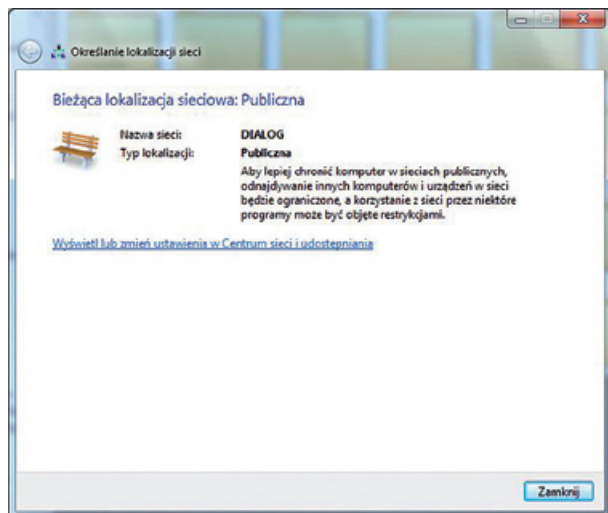 Określanie lokalizacji sieci
Bieżąca lokalizacja sieciowa: Publiczna
Nazwa sieci: DIALOG
Typ lokalizacji: Publiczna
Aby lepiej chronić komputer w sieciach publicznych,
odnajdywanie innych komputerów i urządzeń w sieci
będzie ograniczone, a korzystanie z sieci przez niektóre
programy może być objęte restrykcjami.
Wyświetl lub zmień ustawienia w Centrum sieci i udostępniania
Zamknij